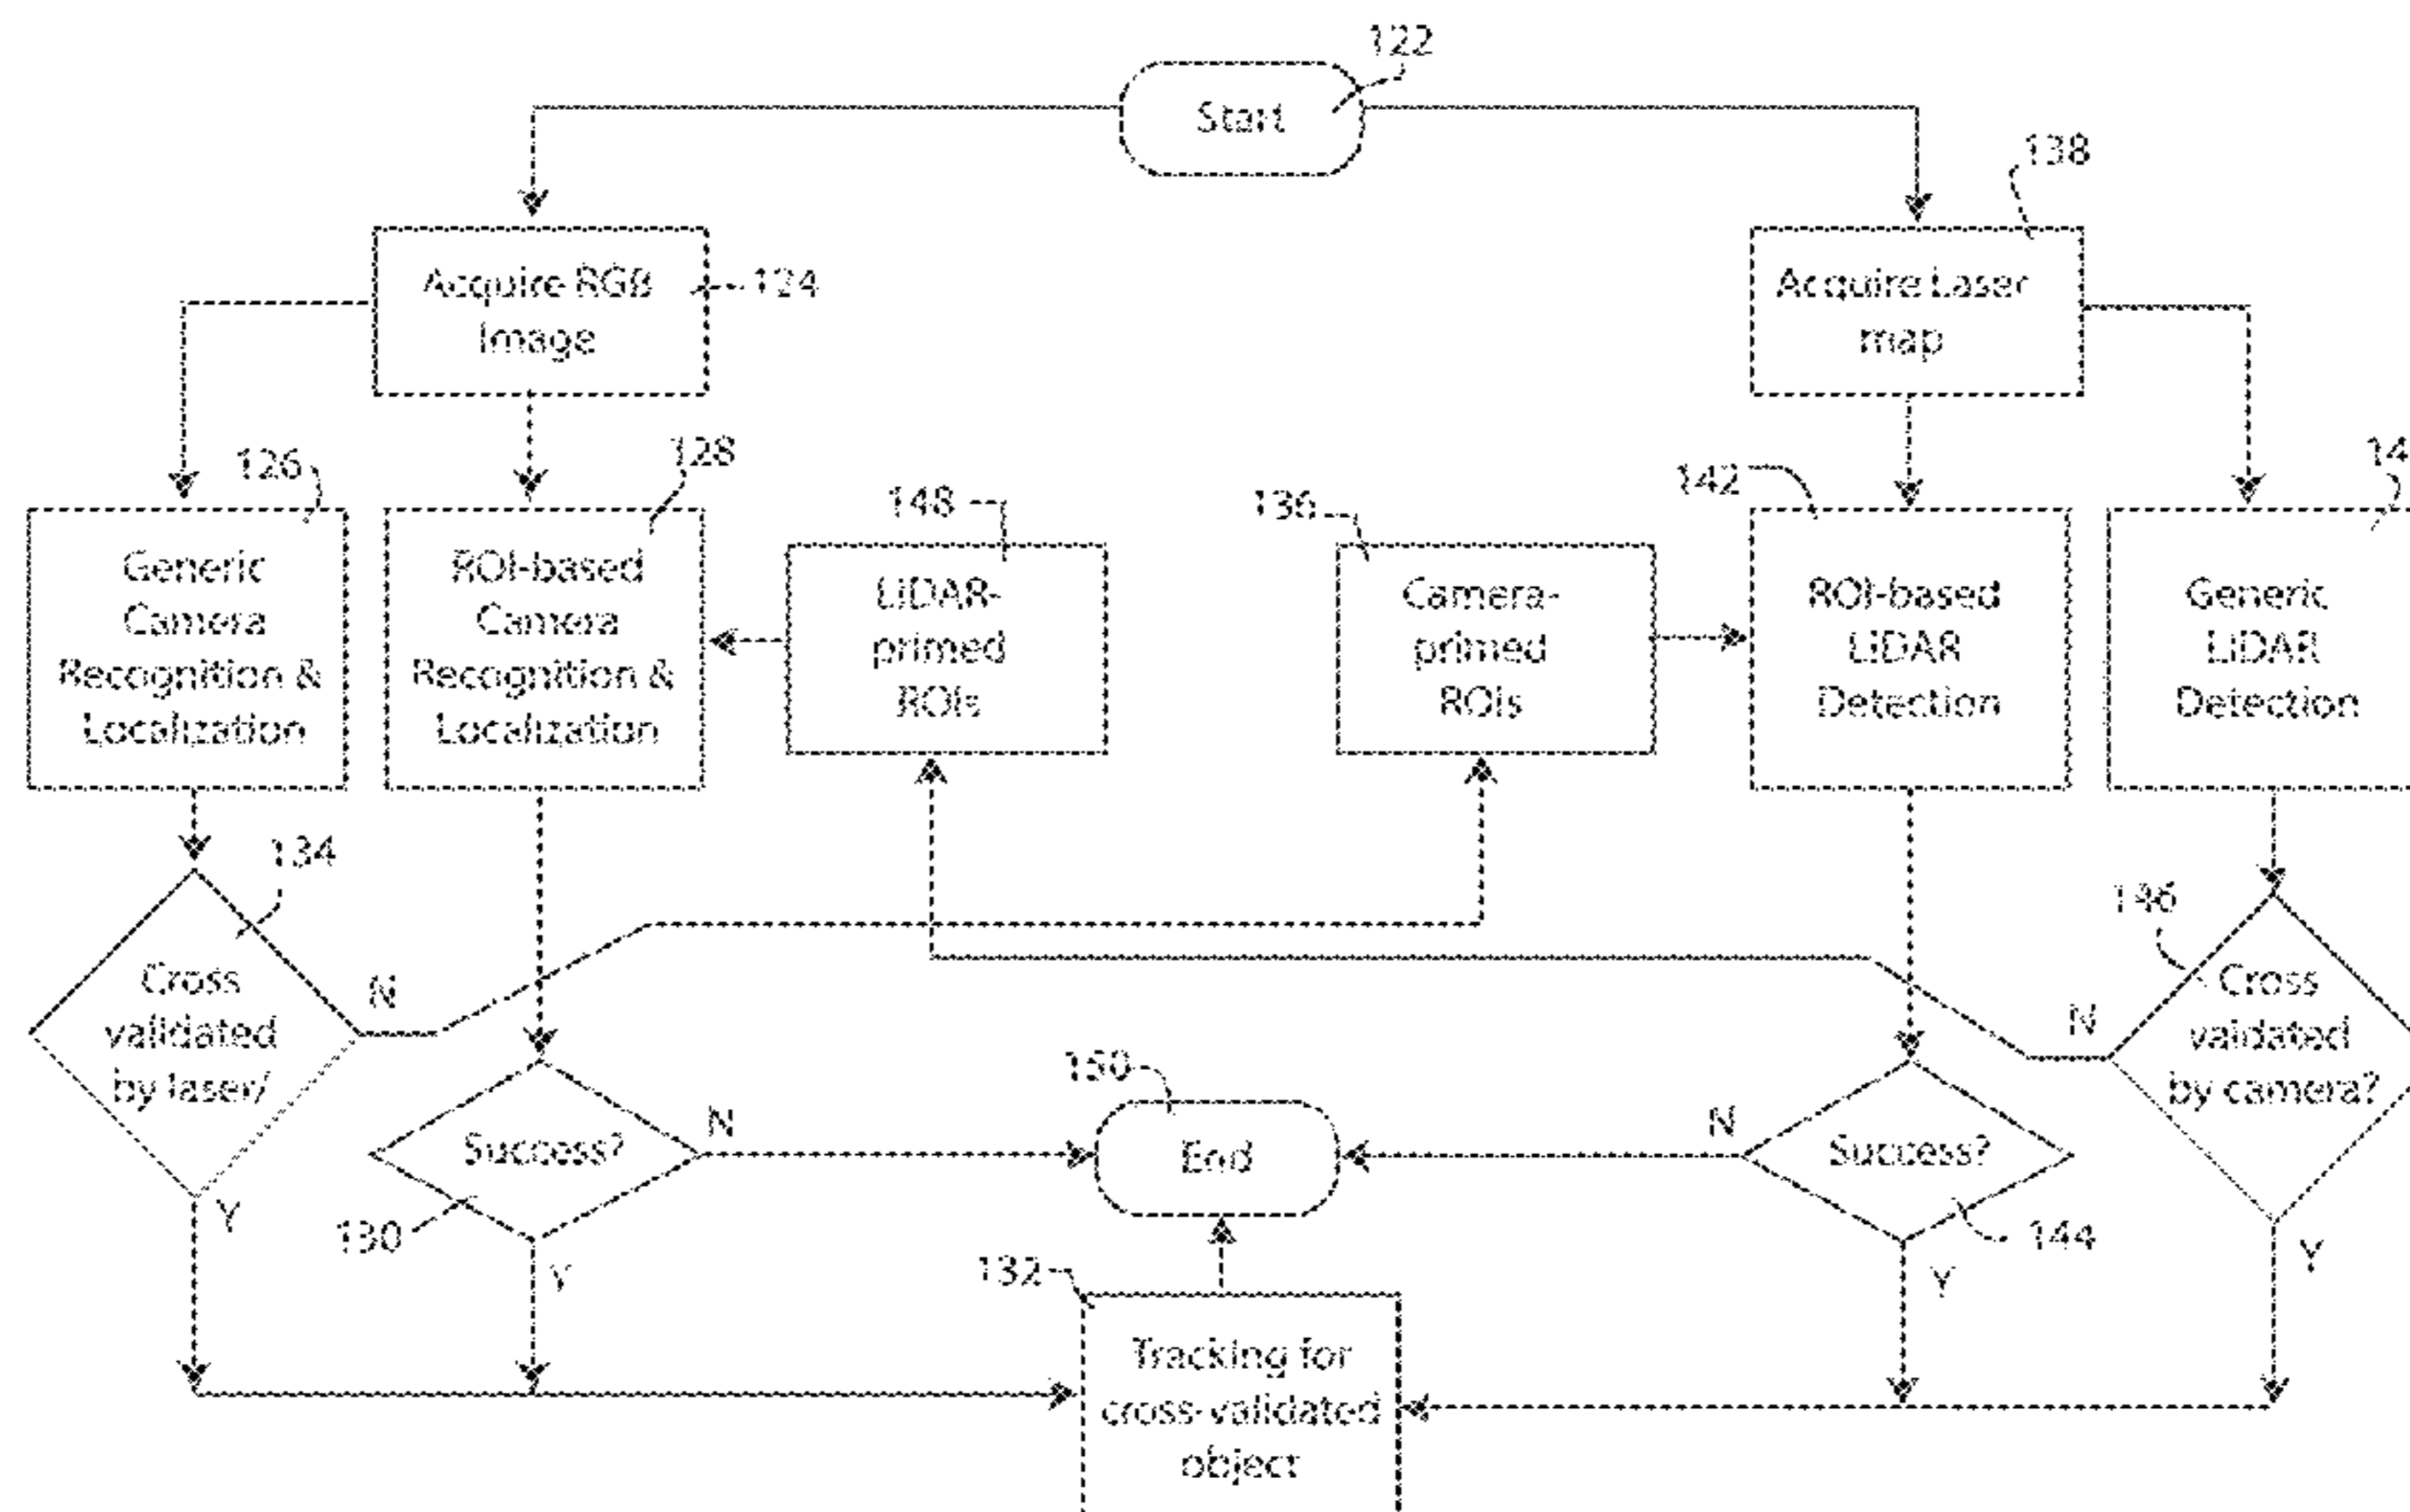 122
Start
138
Acquire RGB
Image
124
Acquire Laser
map
126
128
148
136
142
14
Generic
Camera
Recognition &
Localization
ROI-based
Camera
Recognition &
Localization
LiDAR-
primed
ROIs
Camera-
primed
ROIs
ROI-based
LiDAR
Detection
Generic
LiDAR
Detection
134
146
Cross
validated
by laser/
N
N
Cross
validated
by camera?
150
Success?
N
End
N
Success?
Y
130
144
Y
Y
Y
132
Tracking for
cross-validated
object